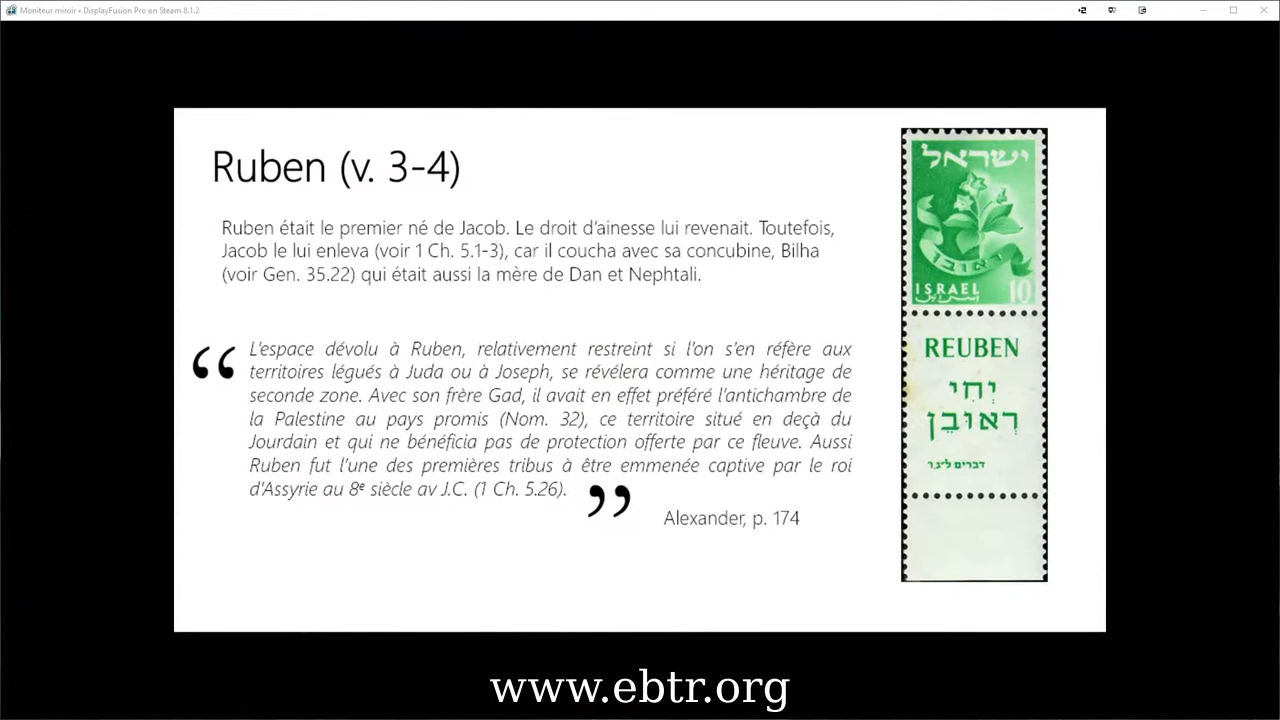 Moniteur miroir • DisplayFusion Pro on Steam 8.1.2
Ruben (v. 3-4)
Ruben était le premier né de Jacob. Le droit d'ainesse lui revenait. Toutefois,
Jacob le lui enleva (voir 1 Ch. 5.1-3), car il coucha avec sa concubine, Bilha
(voir Gen. 35.22) qui était aussi la mère de Dan et Nephtali.
“ L'espace dévolu à Ruben, relativement restreint si l'on s'en réfère aux
territoires légués à Juda ou à Joseph, se révélera comme une héritage de
seconde zone. Avec son frère Gad, il avait en effet préféré l'antichambre de
la Palestine au pays promis (Nom. 32), ce territoire situé en deçà du
Jourdain et qui ne bénéficia pas de protection offerte par ce fleuve. Aussi
Ruben fut l'une des premières tribus à être emmenée captive par le roi
d'Assyrie au 8e siècle av J.C. (1 Ch. 5.26). ”
Alexander, p. 174
ישראל
ראובן
ISRAEL 10
إسرائيل
REUBEN
יְחִי
רְאוּבֵן
דברים ל״ג,ו
www.ebtr.org